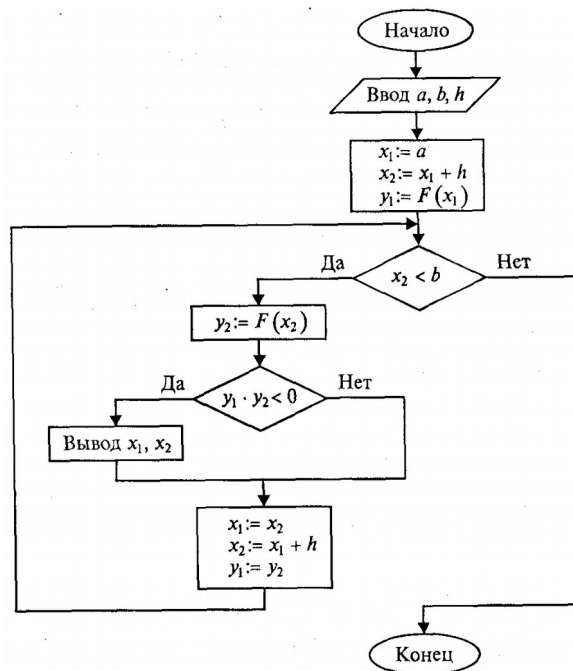 Начало
Ввод a, b, h
x₁:= a
x₂:= x₁ + h
y₁:= F(x₁)
Да
x₂ < b
Нет
y₂:= F(x₂)
Да
y₁ · y₂ < 0
Нет
Вывод x₁, x₂
x₁:= x₂
x₂:= x₁ + h
y₁:= y₂
Конец